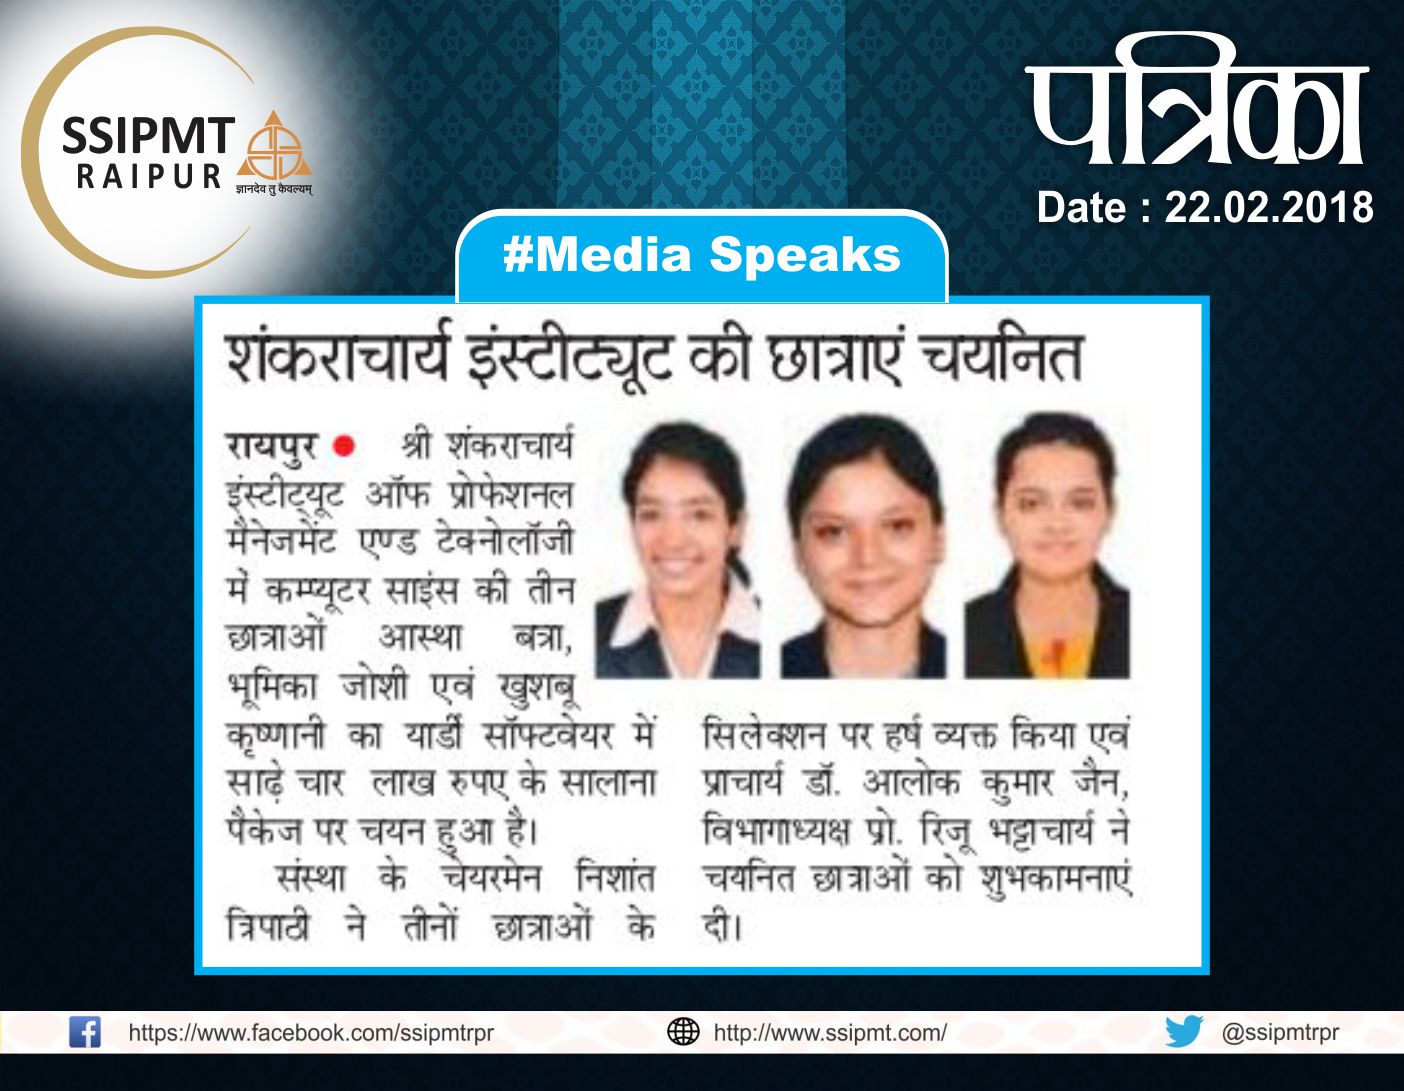 SSIPMT
RAIPUR
ज्ञानदेव तु कैवल्यम्
पत्रिका
Date : 22.02.2018
#Media Speaks
शंकराचार्य इंस्टीट्यूट की छात्राएं चयनित
रायपुर ● श्री शंकराचार्य
इंस्टीट्यूट ऑफ प्रोफेशनल
मैनेजमेंट एण्ड टेक्नोलॉजी
में कम्प्यूटर साइंस की तीन
छात्राओं आस्था बत्रा,
भूमिका जोशी एवं खुशबू
कृष्णानी का यार्डी सॉफ्टवेयर में
साढ़े चार लाख रुपए के सालाना
पैकेज पर चयन हुआ है।
संस्था के चेयरमेन निशांत
त्रिपाठी ने तीनों छात्राओं के
सिलेक्शन पर हर्ष व्यक्त किया एवं
प्राचार्य डॉ. आलोक कुमार जैन,
विभागाध्यक्ष प्रो. रिजू भट्टाचार्य ने
चयनित छात्राओं को शुभकामनाएं
दी।
https://www.facebook.com/ssipmtrpr
http://www.ssipmt.com/
@ssipmtrpr